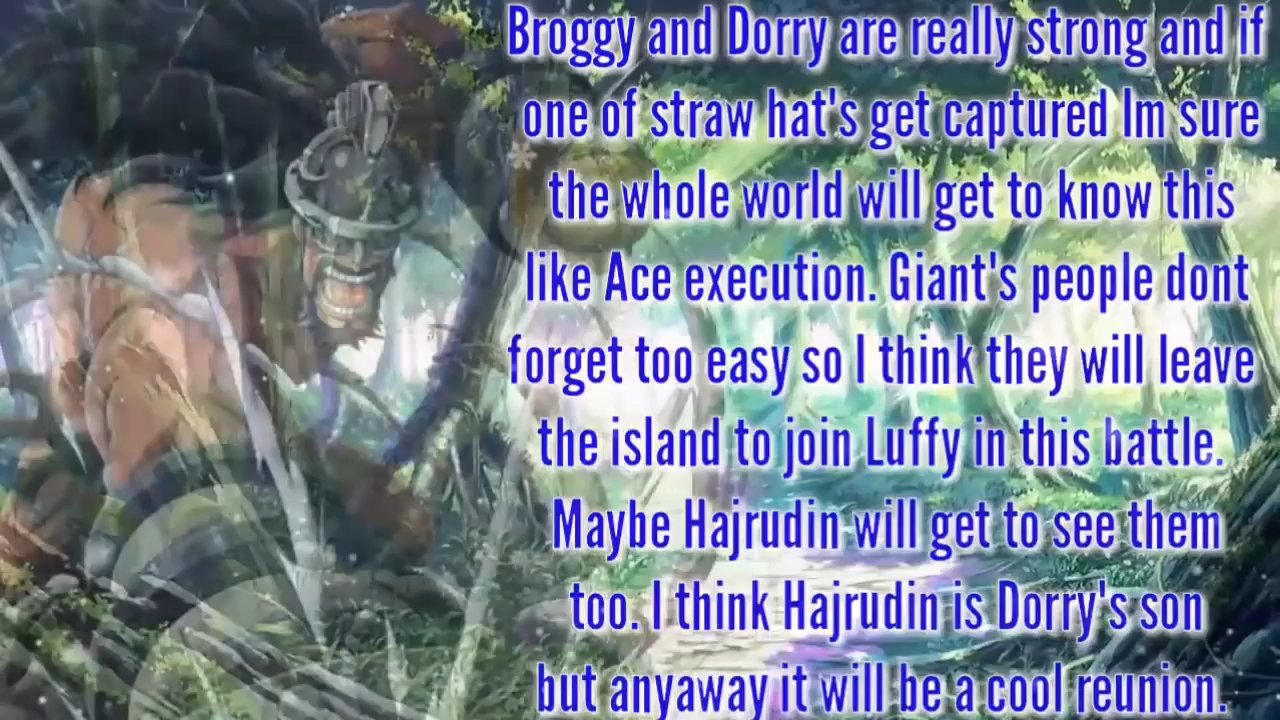 Broggy and Dorry are really strong and if
one of straw hat's get captured Im sure
the whole world will get to know this
like Ace execution. Giant's people dont
forget too easy so I think they will leave
the island to join Luffy in this battle.
Maybe Hajrudin will get to see them
too. I think Hajrudin is Dorry's son
but anyaway it will be a cool reunion.